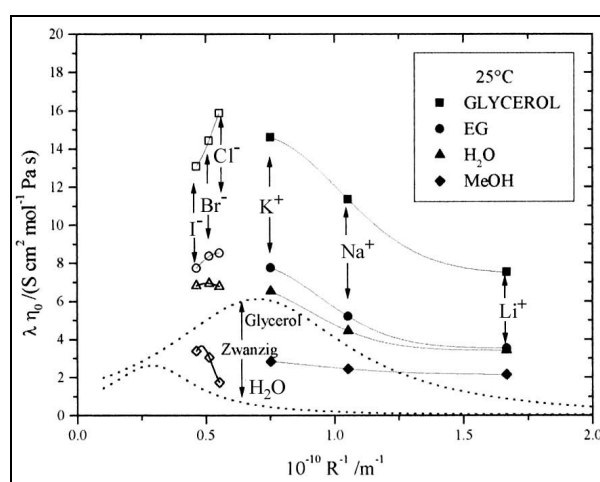 λ η₀ /(S cm² mol⁻¹ Pa s)
20
18
16
14
12
10
8
6
4
2
0
25°C
GLYCEROL
EG
H₂O
MeOH
Cl⁻
Br⁻
I⁻
K⁺
Na⁺
Li⁺
Glycerol
Zwanzig
H₂O
0.0 0.5 1.0 1.5 2.0
10⁻¹⁰ R⁻¹ /m⁻¹